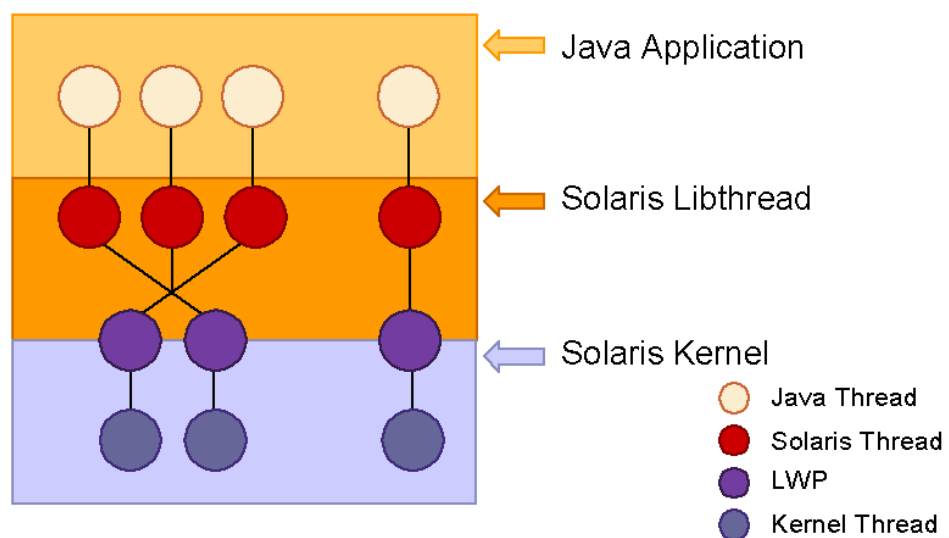 Java Application
Solaris Libthread
Solaris Kernel
Java Thread
Solaris Thread
LWP
Kernel Thread